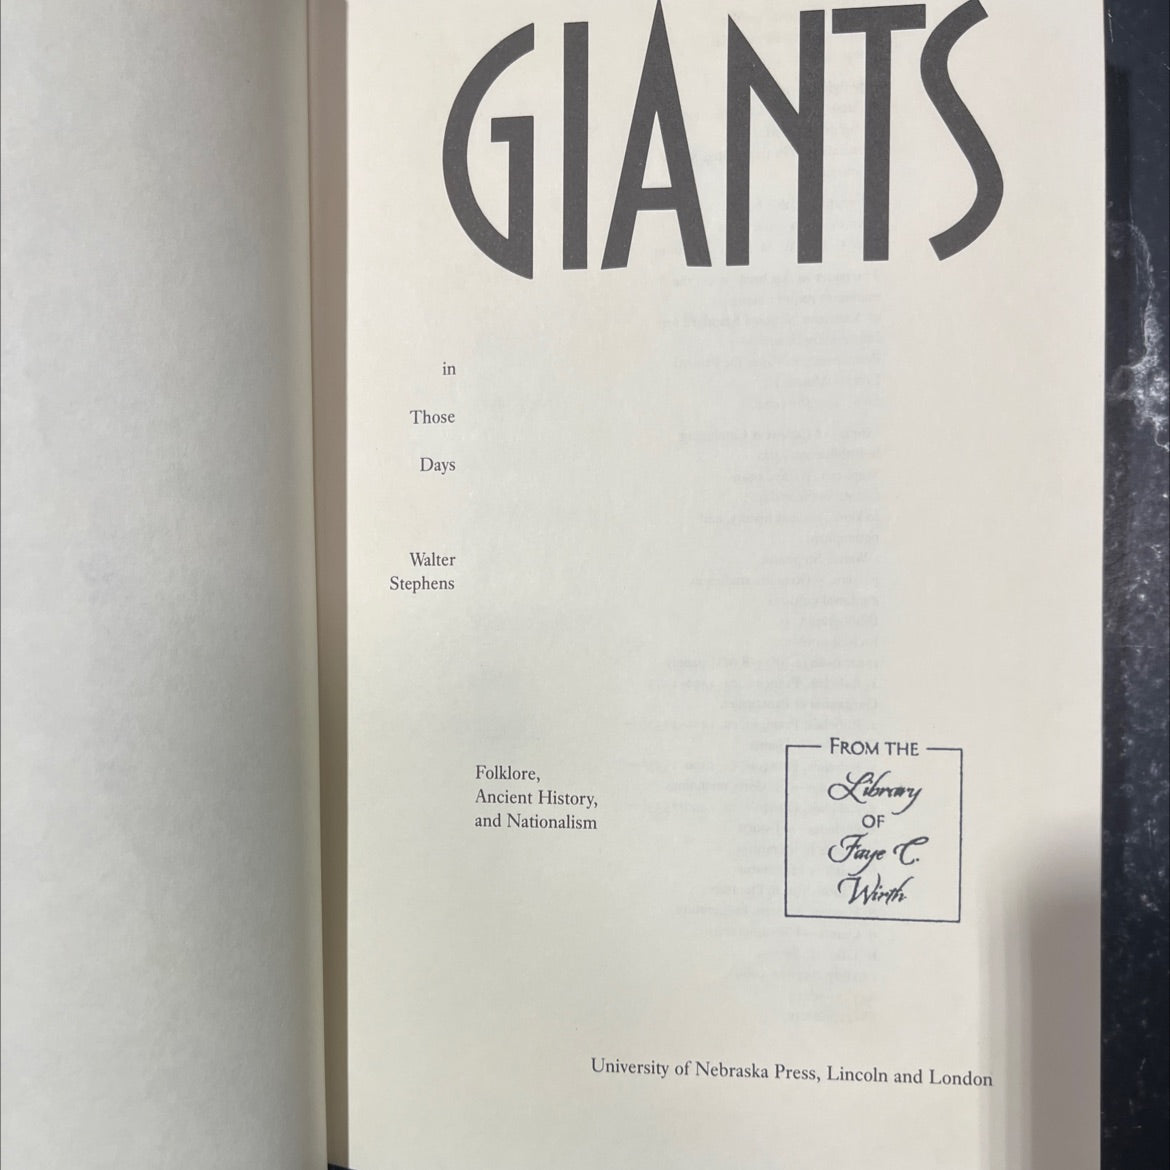 GIANTS
in
Those
Days
Walter
Stephens
Folklore,
Ancient History,
and Nationalism
FROM THE
Library
OF
Faye C.
Wirth
University of Nebraska Press, Lincoln and London